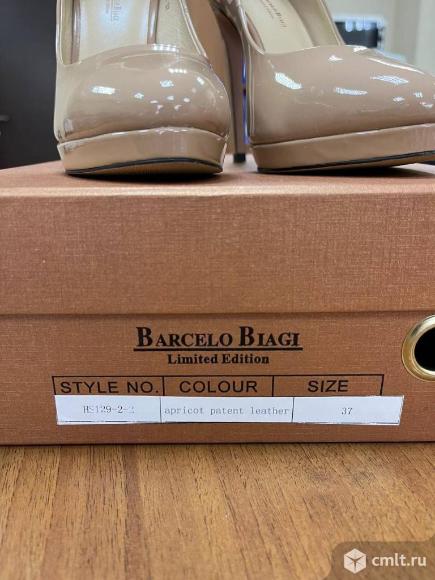 BARCELO BIAGI
Limited Edition
STYLE NO. COLOUR SIZE
apricot patent leather 37
cmlt.ru